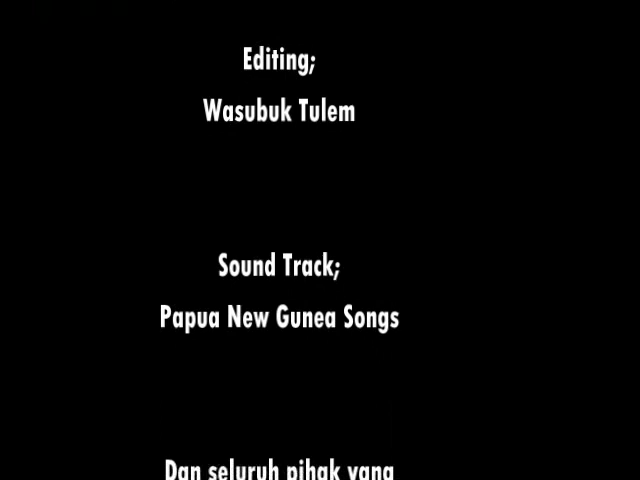 Editing;
Wasubuk Tulem
Sound Track;
Papua New Gunea Songs
Dan seluruh pihak yang